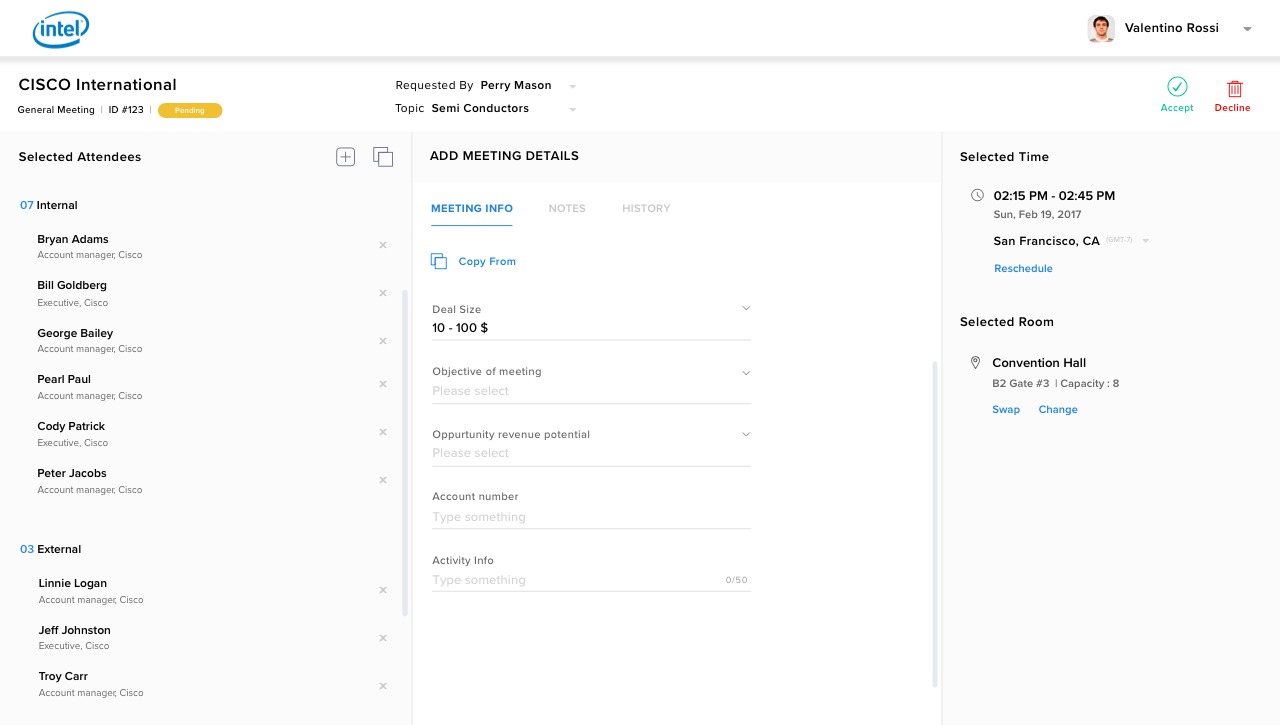 intel
Valentino Rossi
CISCO International
General Meeting | ID #123 | Pending
Requested By Perry Mason
Topic Semi Conductors
Accept
Decline
Selected Attendees
07 Internal
Bryan Adams
Account manager, Cisco
Bill Goldberg
Executive, Cisco
George Bailey
Account manager, Cisco
Pearl Paul
Account manager, Cisco
Cody Patrick
Executive, Cisco
Peter Jacobs
Account manager, Cisco
03 External
Linnie Logan
Account manager, Cisco
Jeff Johnston
Executive, Cisco
Troy Carr
Account manager, Cisco
ADD MEETING DETAILS
MEETING INFO NOTES HISTORY
Copy From
Deal Size
10 - 100 $
Objective of meeting
Please select
Oppurtunity revenue potential
Please select
Account number
Type something
Activity Info
Type something 0/50
Selected Time
02:15 PM - 02:45 PM
Sun, Feb 19, 2017
San Francisco, CA (GMT-7)
Reschedule
Selected Room
Convention Hall
B2 Gate #3 | Capacity : 8
Swap Change